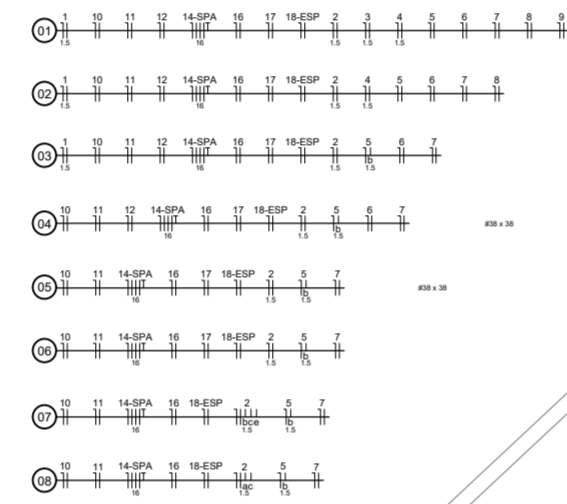 1 10 11 12 14-SPA 16 17 18-ESP 2 3 4 5 6 7 8 9
01
1.5 16 1.5 1.5 1.5
1 10 11 12 14-SPA 16 17 18-ESP 2 4 5 6 7 8
02
1.5 16 1.5 1.5
1 10 11 12 14-SPA 16 17 18-ESP 2 5 6 7
03 b
1.5 16 1.5 1.5
10 11 12 14-SPA 16 17 18-ESP 2 5 6 7
04 b #38 x 38
16 1.5 1.5
10 11 14-SPA 16 17 18-ESP 2 5 7
05 b #38 x 38
16 1.5 1.5
10 11 14-SPA 16 17 18-ESP 2 5 7
06 b
16 1.5 1.5
10 11 14-SPA 16 18-ESP 2 5 7
07 bce b
16 1.5 1.5
10 11 14-SPA 16 18-ESP 2 5 7
08 ac b
16 1.5 1.5